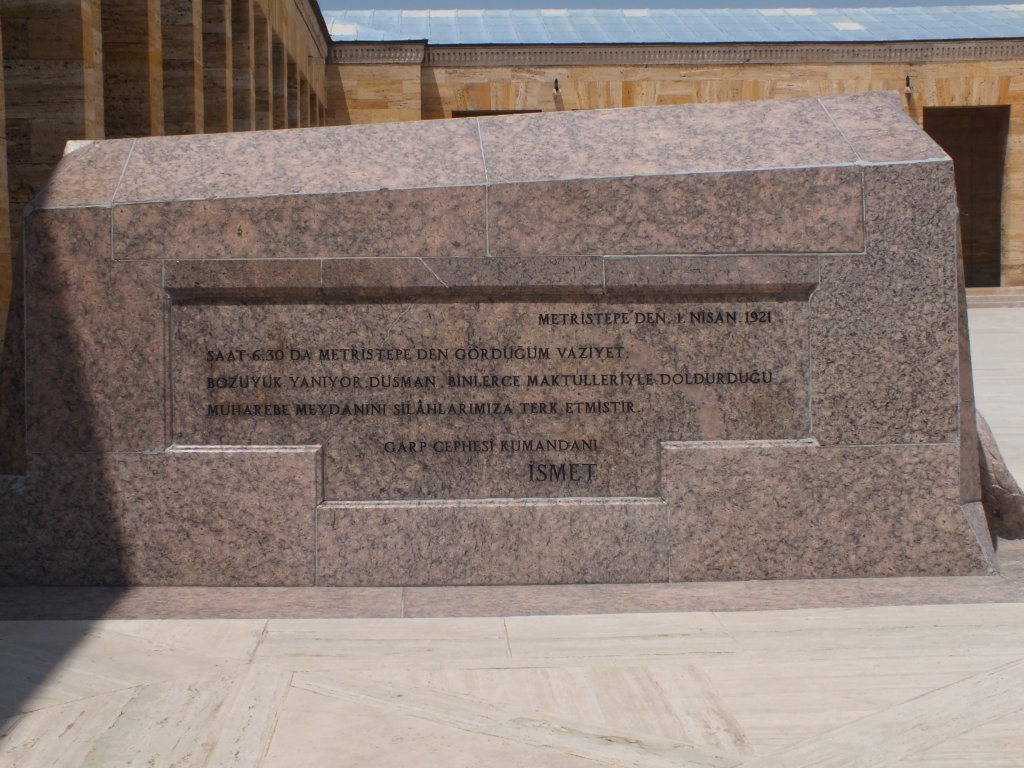 METRİSTEPE DEN, 1. NİSAN. 1921
SAAT 6.30 DA METRİSTEPE DEN GÖRDÜĞÜM VAZİYET:
BOZÜYÜK YANIYOR, DÜŞMAN, BİNLERCE MAKTULLERİYLE DOLDURDUĞU
MUHAREBE MEYDANINI SİLÂHLARIMIZA TERK ETMİŞTİR.
GARP CEPHESİ KUMANDANI
İSMET